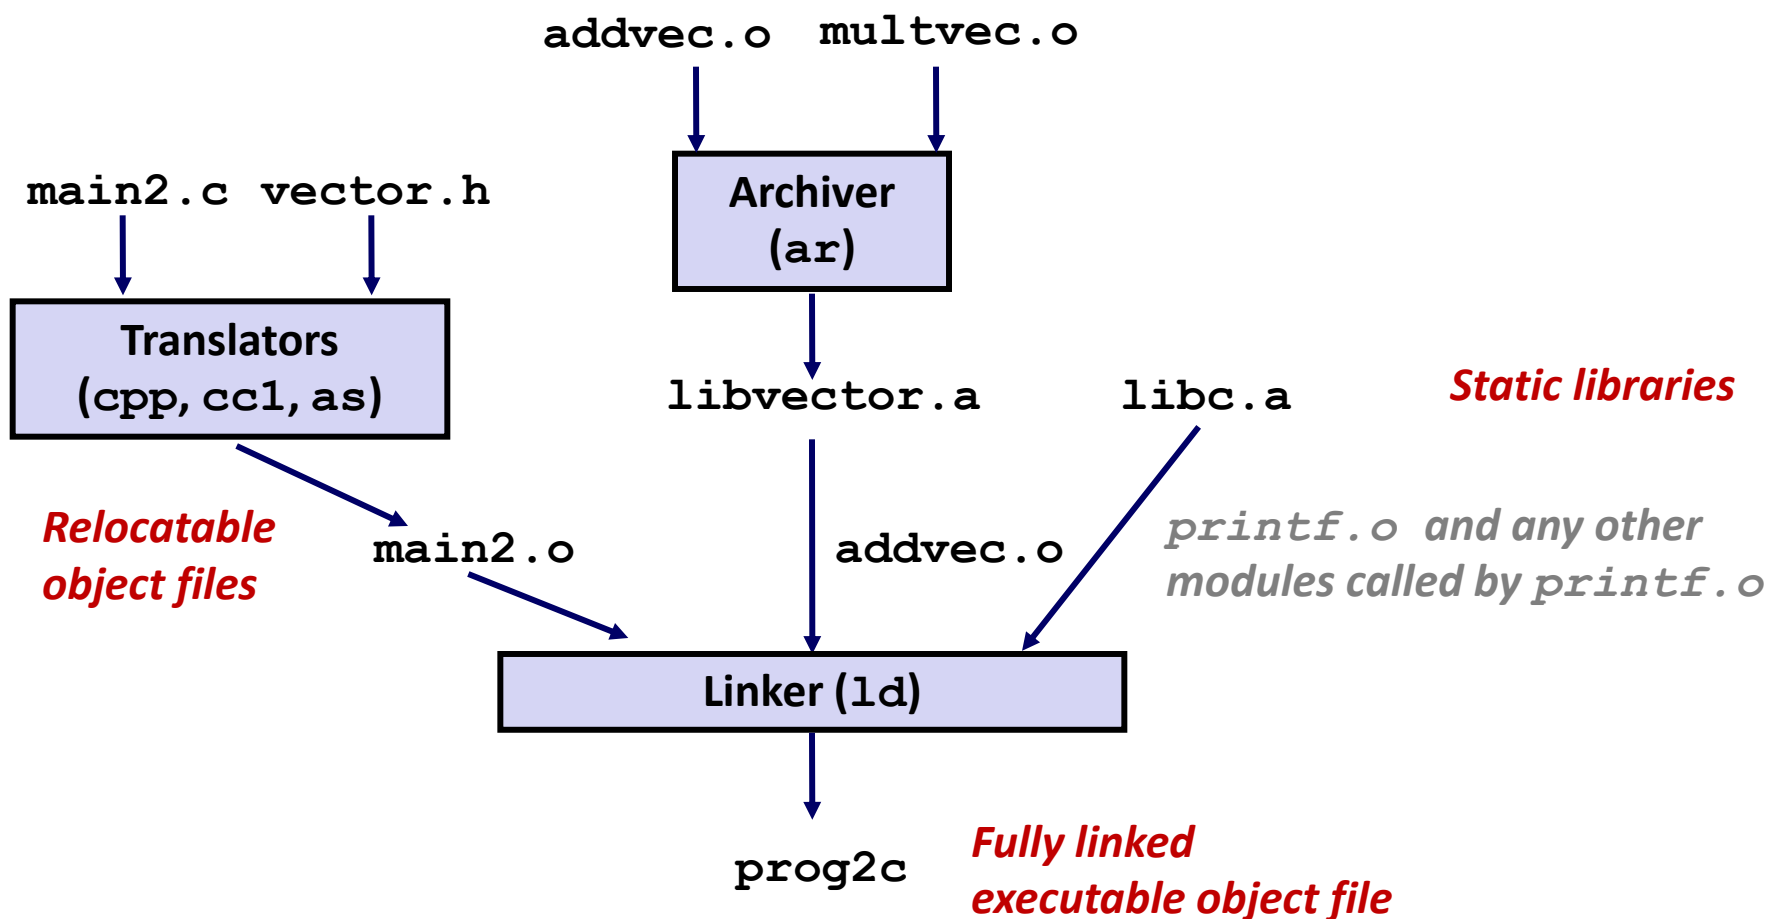 addvec.o multvec.o
main2.c vector.h
Archiver
(ar)
Translators
(cpp, cc1, as)
libvector.a
libc.a
Static libraries
Relocatable
object files
main2.o
addvec.o
printf.o and any other
modules called by printf.o
Linker (ld)
prog2c
Fully linked
executable object file